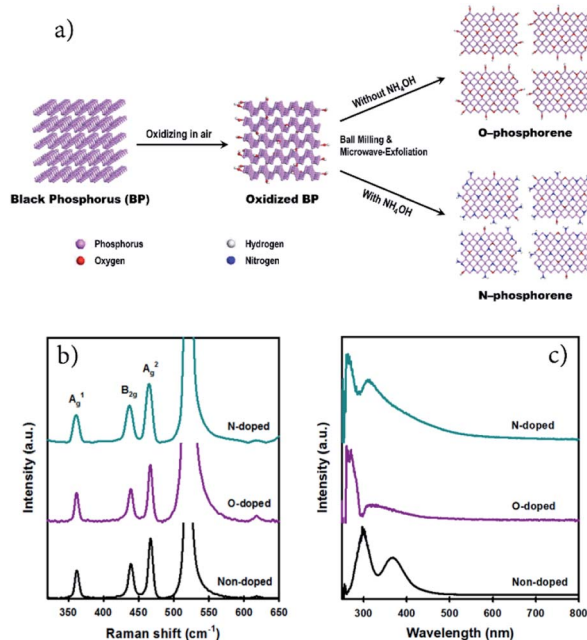 a)
Black Phosphorus (BP)
Oxidizing in air
Oxidized BP
Without NH₄OH
Ball Milling &
Microwave-Exfoliation
With NH₄OH
O–phosphorene
N–phosphorene
Phosphorus
Hydrogen
Oxygen
Nitrogen
b)
A_g¹
B₂g
A_g²
N-doped
O-doped
Non-doped
Intensity (a.u.)
350 400 450 500 550 600 650
Raman shift (cm⁻¹)
c)
N-doped
O-doped
Non-doped
Intensity (a.u.)
300 400 500 600 700 800
Wavelength (nm)